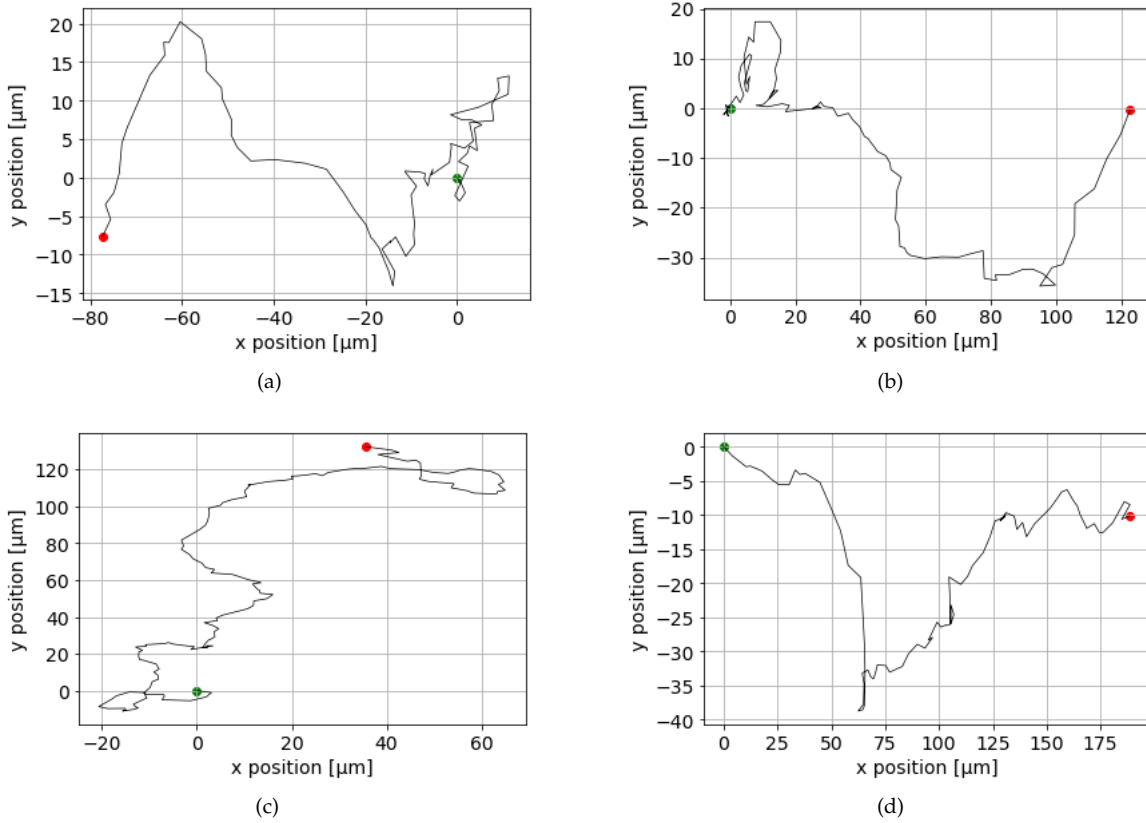 20
15
10
5
0
−5
−10
−15
y position [µm]
−80 −60 −40 −20 0
x position [µm]
(a)
20
10
0
−10
−20
−30
y position [µm]
0 20 40 60 80 100 120
x position [µm]
(b)
120
100
80
60
40
20
0
y position [µm]
−20 0 20 40 60
x position [µm]
(c)
0
−5
−10
−15
−20
−25
−30
−35
−40
y position [µm]
0 25 50 75 100 125 150 175
x position [µm]
(d)